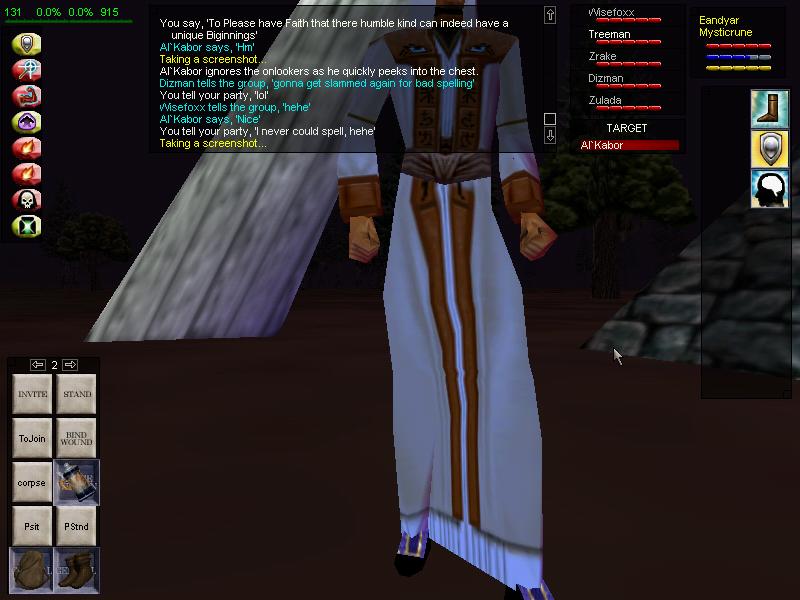 131 0.0% 0.0% 915
You say, 'To Please have Faith that there humble kind can indeed have a
unique Biginnings'
Al`Kabor says, 'Hm'
Taking a screenshot...
Al`Kabor ignores the onlookers as he quickly peeks into the chest.
Dizman tells the group, 'gonna get slammed again for bad spelling'
You tell your party, 'lol'
Wisefoxx tells the group, 'hehe'
Al`Kabor says, 'Nice'
You tell your party, 'I never could spell, hehe'
Taking a screenshot...
Wisefoxx
Treeman
Zrake
Dizman
Zulada
TARGET
Al`Kabor
Eandyar
Mysticrune
2
INVITE
STAND
ToJoin
BIND
WOUND
corpse
Psit
PStnd